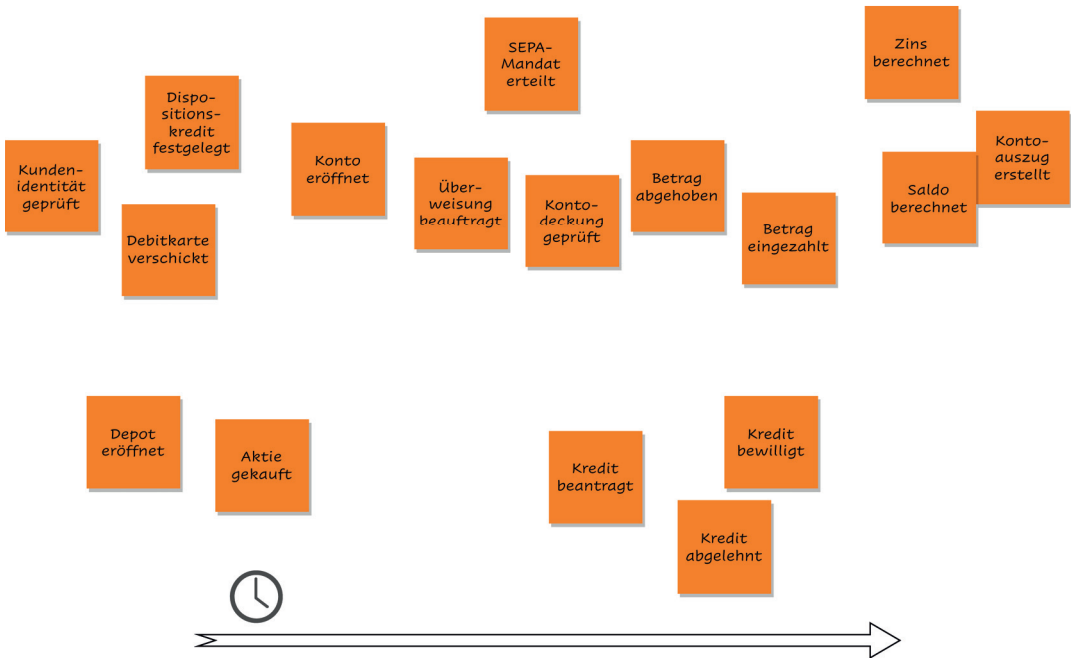 Kunden-
identität
geprüft
Dispo-
sitions-
kredit
festgelegt
Debitkarte
verschickt
Konto
eröffnet
Über-
weisung
beauftragt
SEPA-
Mandat
erteilt
Konto-
deckung
geprüft
Betrag
abgehoben
Betrag
eingezahlt
Zins
berechnet
Saldo
berechnet
Konto-
auszug
erstellt
Depot
eröffnet
Aktie
gekauft
Kredit
beantragt
Kredit
bewilligt
Kredit
abgelehnt